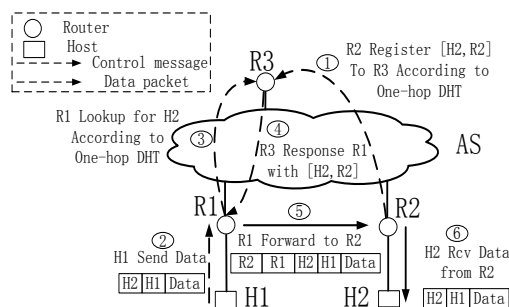 Router
Host
Control message
Data packet
R3
①
R2 Register [H2,R2]
To R3 According to
One-hop DHT
R1 Lookup for H2
According to
One-hop DHT
③
④
R3 Response R1
with [H2,R2]
AS
R1
⑤
R2
②
H1 Send Data
H2 H1 Data
R1 Forward to R2
R2 R1 H2 H1 Data
⑥
H2 Rcv Data
from R2
H2 H1 Data
H1
H2